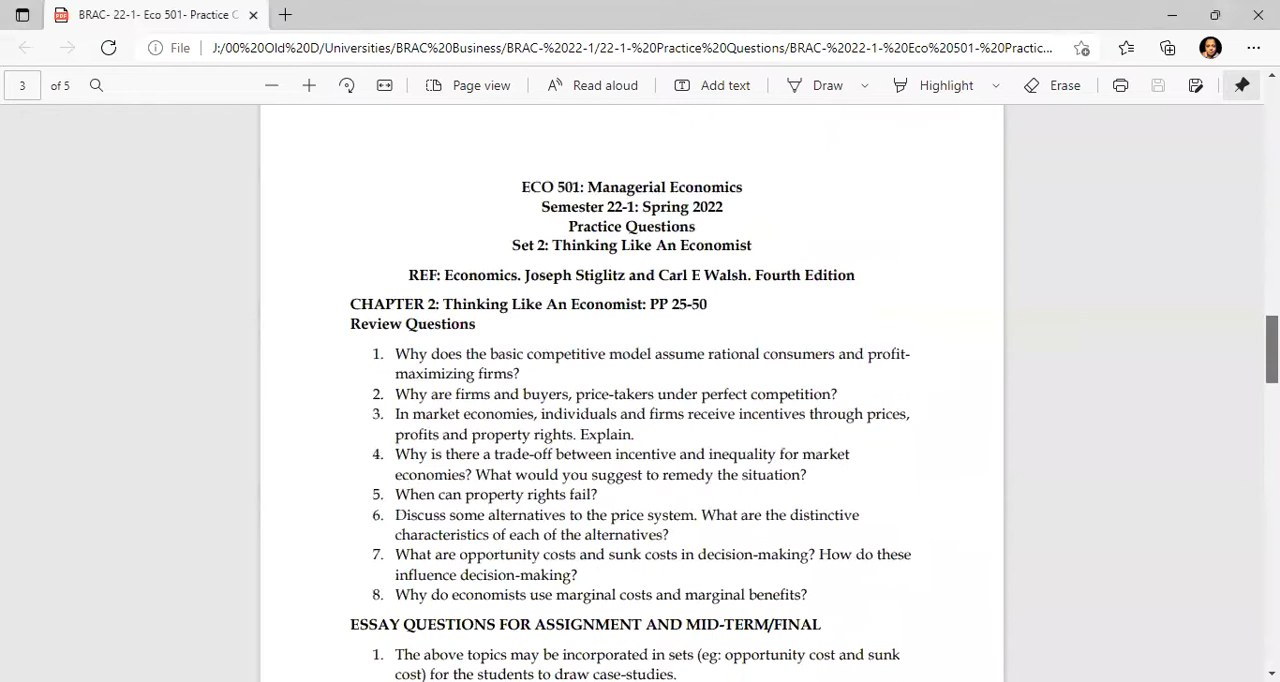 BRAC- 22-1- Eco 501- Practice C
File
J:/00%20Old%20D/Universities/BRAC%20Business/BRAC-%2022-1/22-1-%20Practice%20Questions/BRAC-%2022-1-%20Eco%20501-%20Practic...
3 of 5
Page view
Read aloud
Add text
Draw
Highlight
Erase
ECO 501: Managerial Economics
Semester 22-1: Spring 2022
Practice Questions
Set 2: Thinking Like An Economist
REF: Economics. Joseph Stiglitz and Carl E Walsh. Fourth Edition
CHAPTER 2: Thinking Like An Economist: PP 25-50
Review Questions
1. Why does the basic competitive model assume rational consumers and profit-
maximizing firms?
2. Why are firms and buyers, price-takers under perfect competition?
3. In market economies, individuals and firms receive incentives through prices,
profits and property rights. Explain.
4. Why is there a trade-off between incentive and inequality for market
economies? What would you suggest to remedy the situation?
5. When can property rights fail?
6. Discuss some alternatives to the price system. What are the distinctive
characteristics of each of the alternatives?
7. What are opportunity costs and sunk costs in decision-making? How do these
influence decision-making?
8. Why do economists use marginal costs and marginal benefits?
ESSAY QUESTIONS FOR ASSIGNMENT AND MID-TERM/FINAL
1. The above topics may be incorporated in sets (eg: opportunity cost and sunk
cost) for the students to draw case-studies.